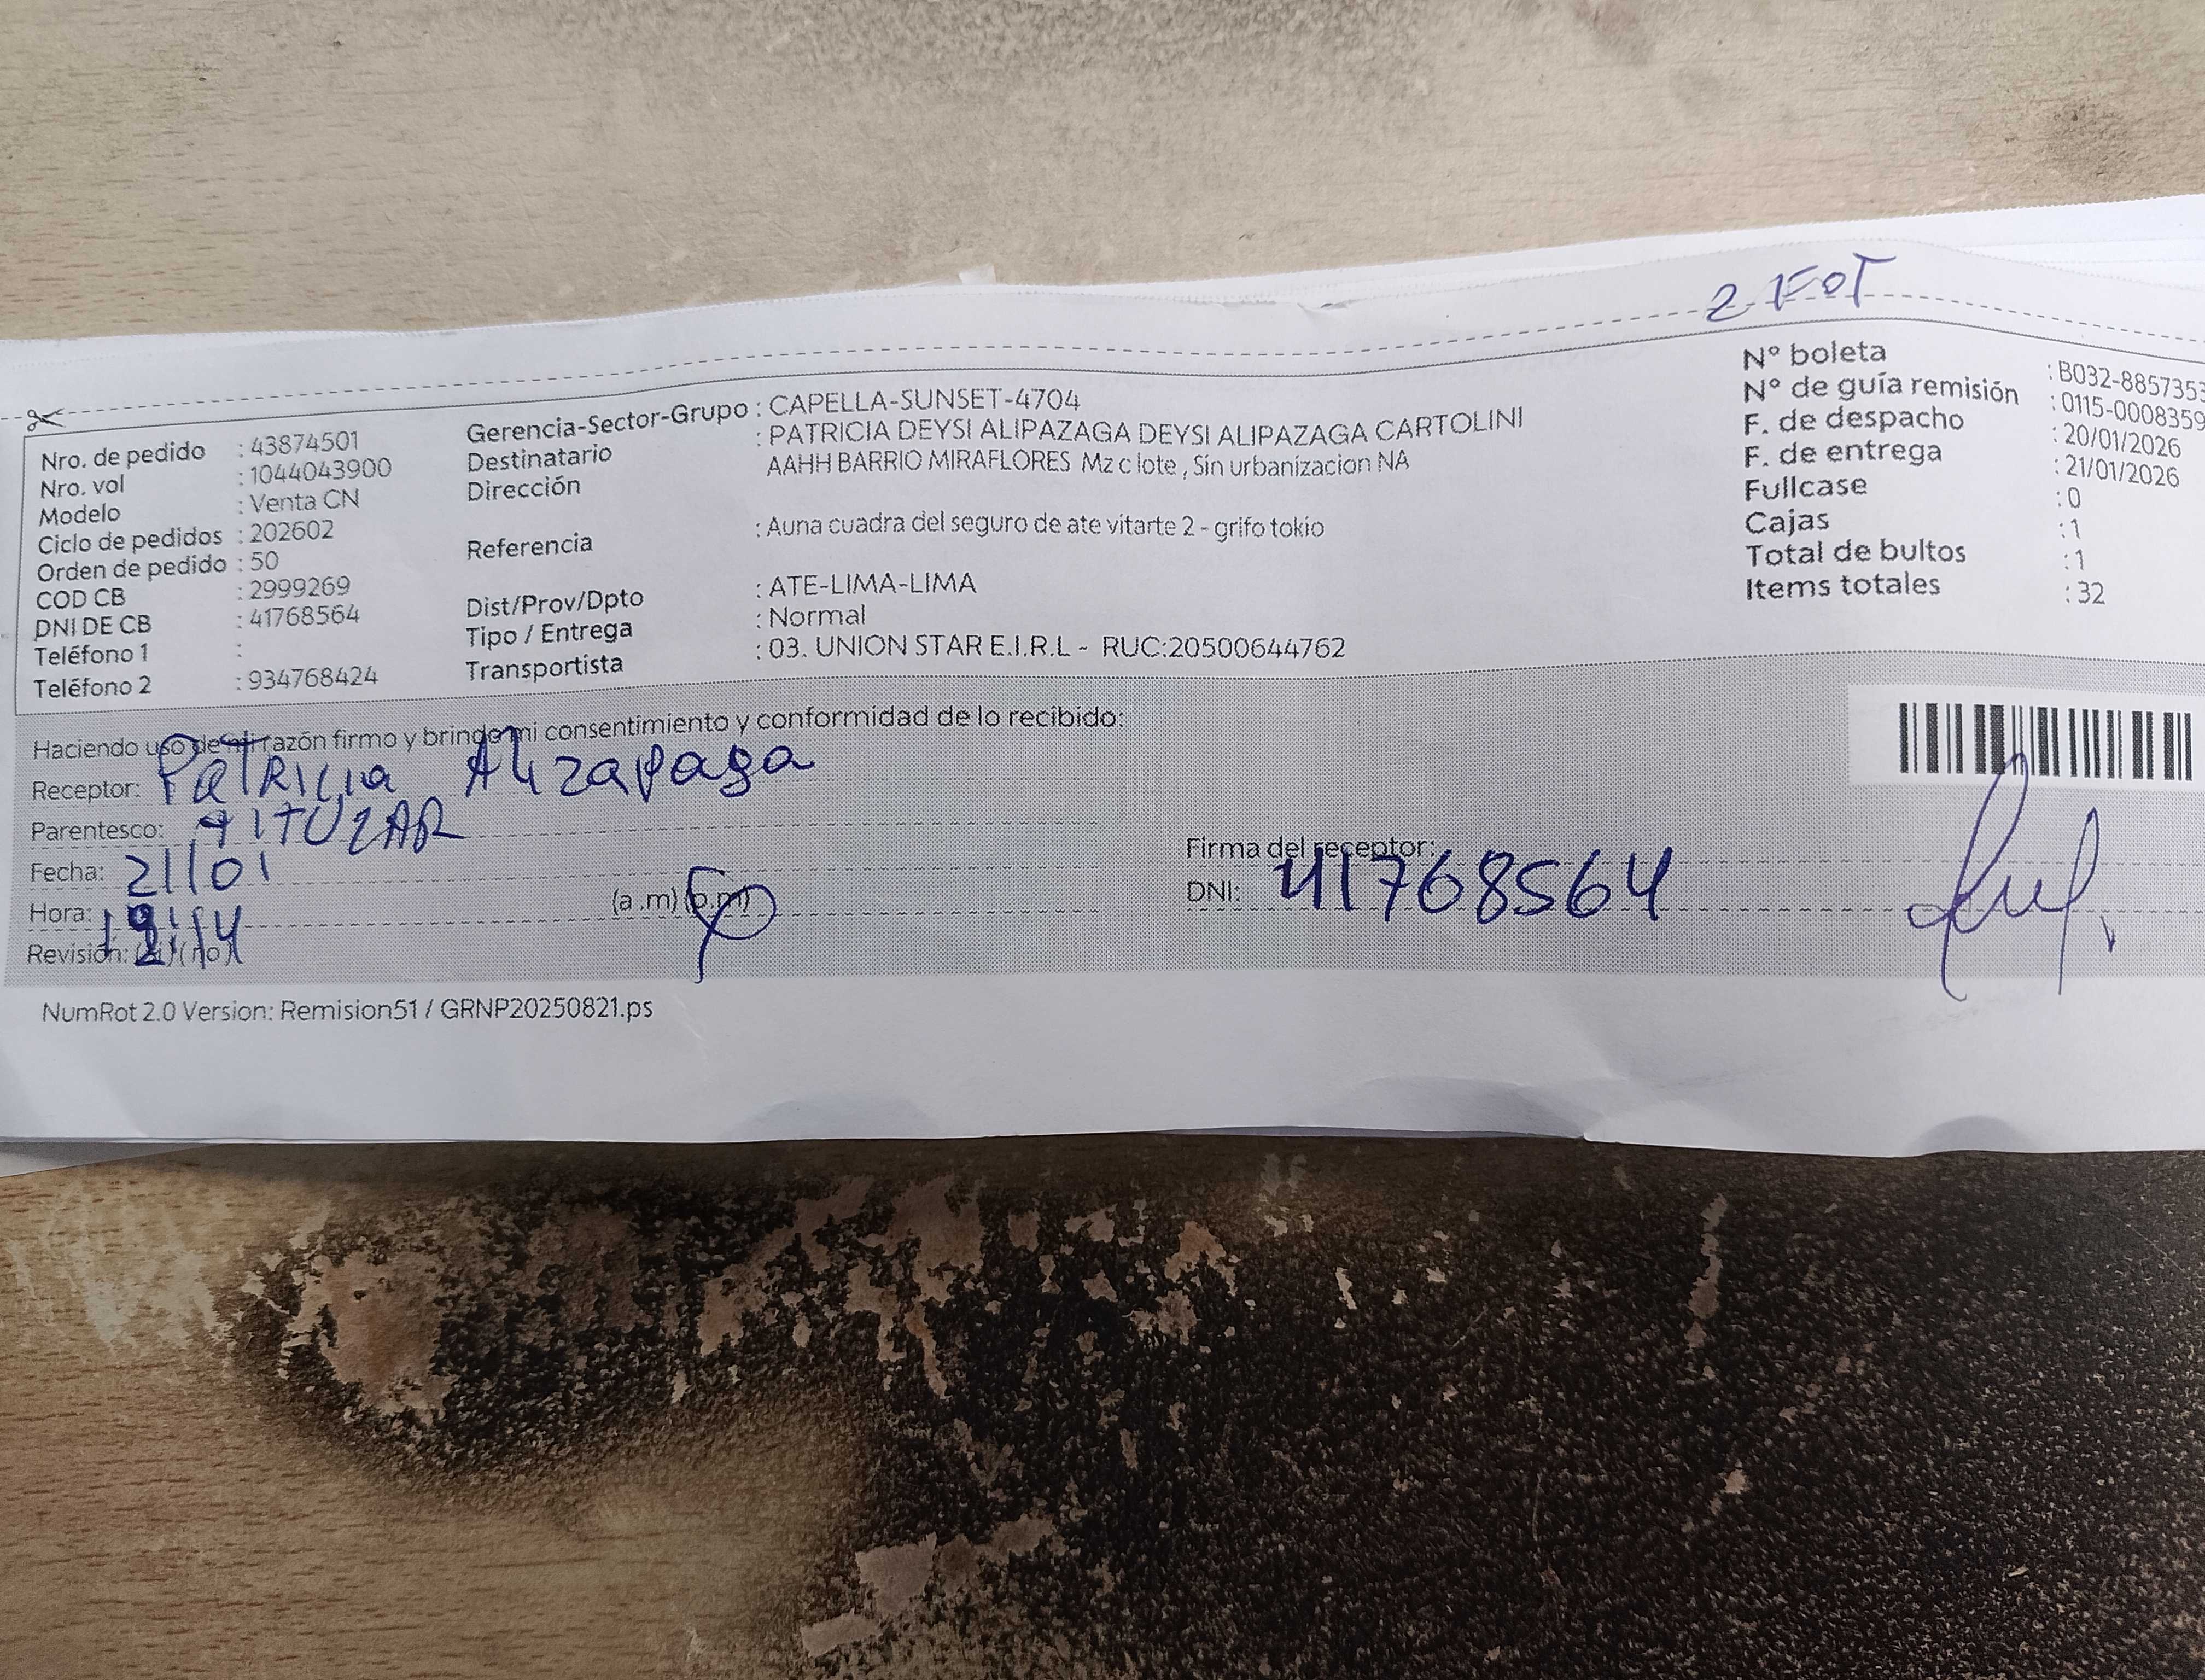 2 FOT
Nro. de pedido : 43874501
Nro. vol : 1044043900
Modelo : Venta CN
Ciclo de pedidos : 202602
Orden de pedido : 50
COD CB : 2999269
DNI DE CB : 41768564
Teléfono 1 :
Teléfono 2 : 934768424
Gerencia-Sector-Grupo : CAPELLA-SUNSET-4704
Destinatario : PATRICIA DEYSI ALIPAZAGA DEYSI ALIPAZAGA CARTOLINI
Dirección AAHH BARRIO MIRAFLORES Mz c lote , Sin urbanizacion NA
Referencia : Auna cuadra del seguro de ate vitarte 2 - grifo tokio
Dist/Prov/Dpto : ATE-LIMA-LIMA
Tipo / Entrega : Normal
Transportista : 03. UNION STAR E.I.R.L - RUC:20500644762
N° boleta : B032-8857353
N° de guía remisión : 0115-0008359
F. de despacho : 20/01/2026
F. de entrega : 21/01/2026
Fullcase : 0
Cajas : 1
Total de bultos : 1
Items totales : 32
Haciendo uso de mi razón firmo y brindo mi consentimiento y conformidad de lo recibido:
Receptor: Patricia Alizapaga
Parentesco: TITUZAR
Fecha: 21/01
Hora: (a.m) (p.m)
Revisión: (si) (no)
Firma del receptor:
DNI: 41768564
NumRot 2.0 Version: Remision51 / GRNP20250821.ps